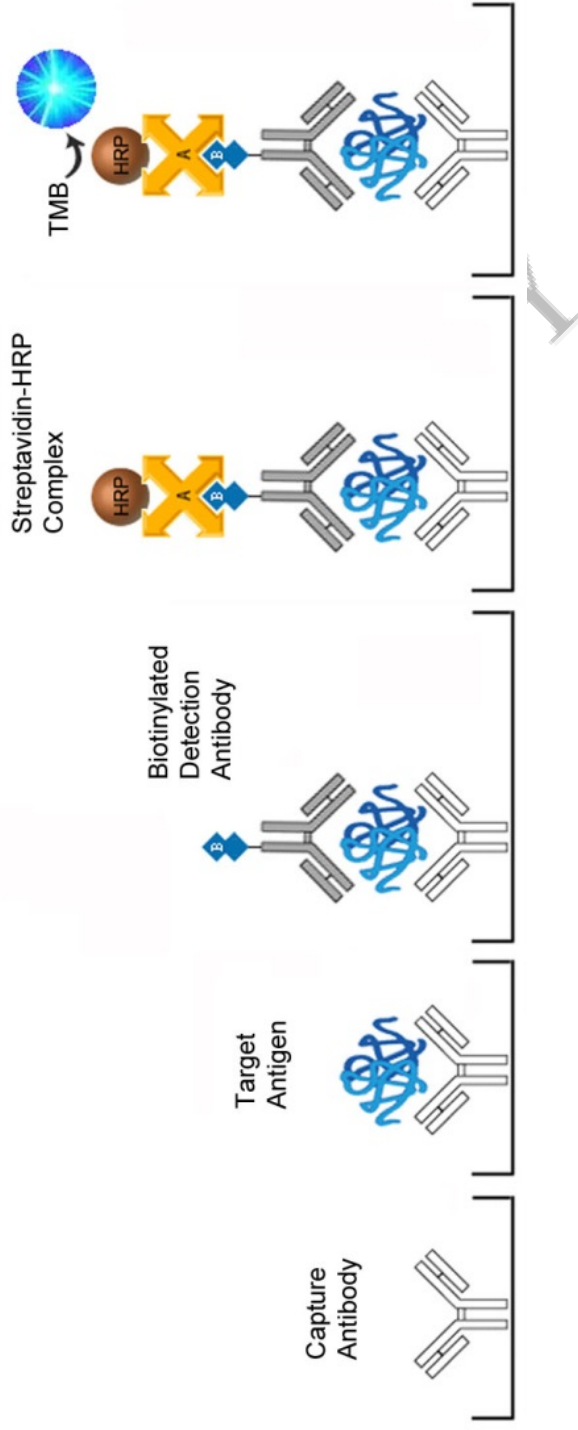 Capture
Antibody
Target
Antigen
Biotinylated
Detection
Antibody
B
Streptavidin-HRP
Complex
HRP
A
B
TMB
HRP
A
B